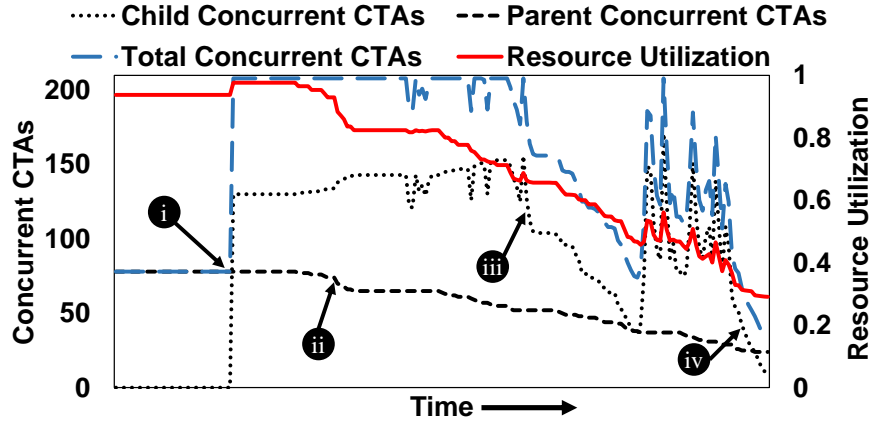 Child Concurrent CTAs Parent Concurrent CTAs
Total Concurrent CTAs Resource Utilization
Concurrent CTAs
200
150
100
50
0
i
ii
iii
iv
1
0.8
0.6
0.4
0.2
0
Resource Utilization
Time